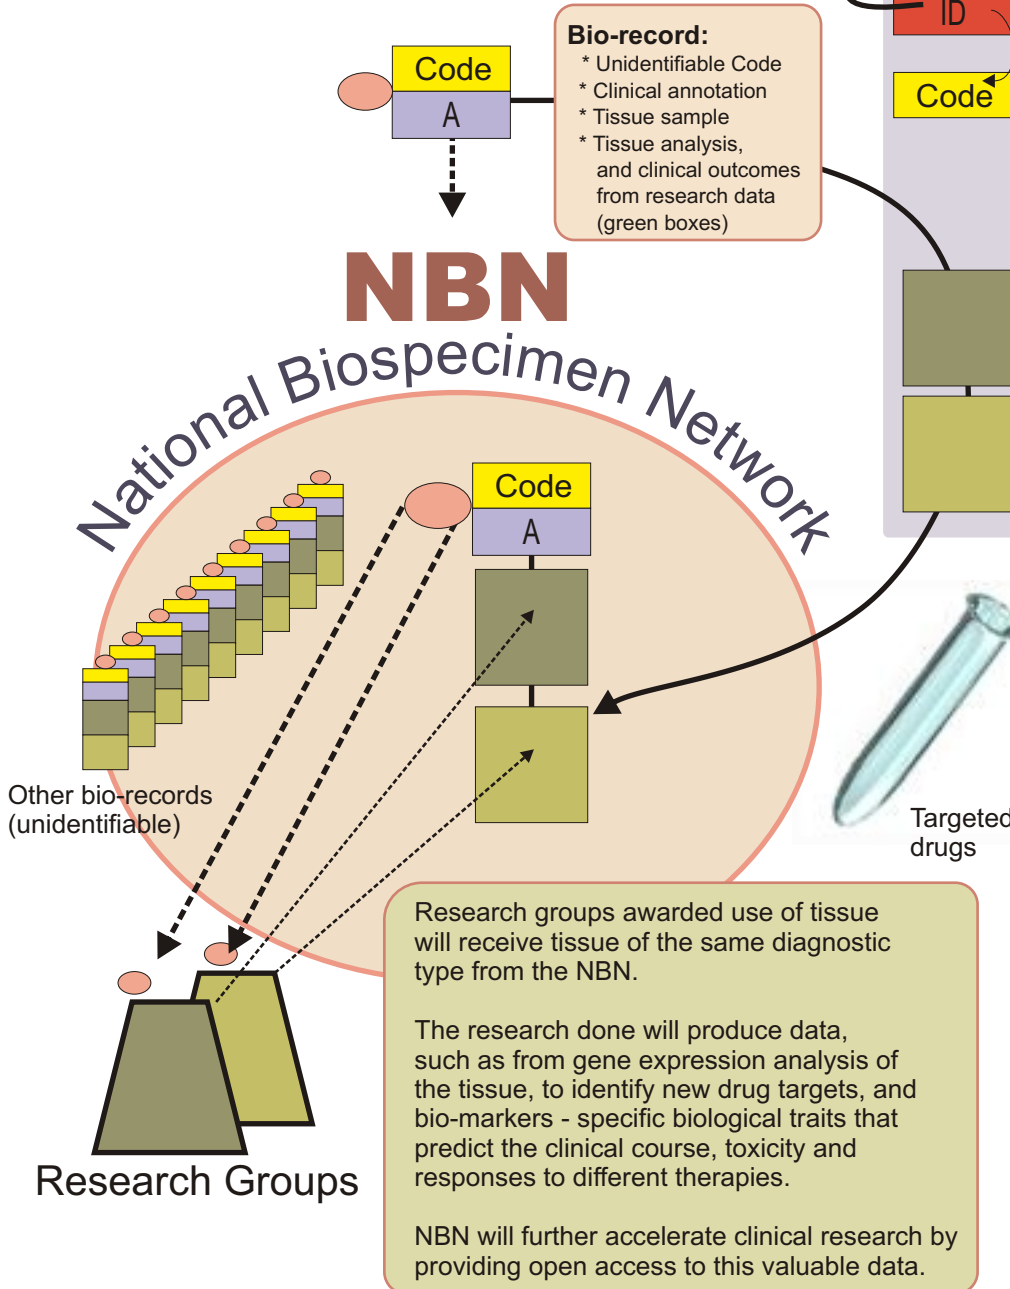 ID
Code
Code
A
Bio-record:
* Unidentifiable Code
* Clinical annotation
* Tissue sample
* Tissue analysis,
and clinical outcomes
from research data
(green boxes)
NBN
National Biospecimen Network
Code
A
Other bio-records
(unidentifiable)
Targeted
drugs
Research groups awarded use of tissue
will receive tissue of the same diagnostic
type from the NBN.
The research done will produce data,
such as from gene expression analysis of
the tissue, to identify new drug targets, and
bio-markers - specific biological traits that
predict the clinical course, toxicity and
responses to different therapies.
NBN will further accelerate clinical research by
providing open access to this valuable data.
Research Groups